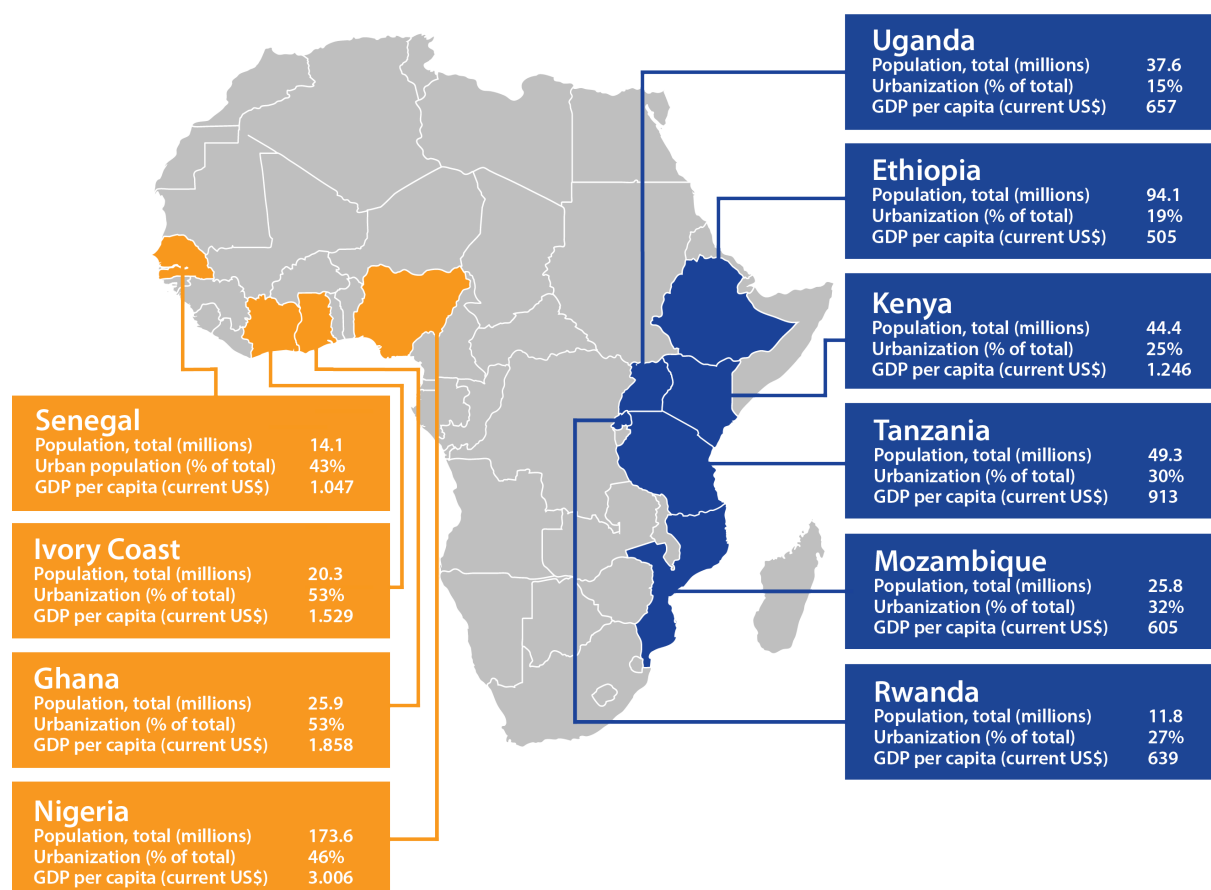 Uganda
Population, total (millions) 37.6
Urbanization (% of total) 15%
GDP per capita (current US$) 657
Ethiopia
Population, total (millions) 94.1
Urbanization (% of total) 19%
GDP per capita (current US$) 505
Kenya
Population, total (millions) 44.4
Urbanization (% of total) 25%
GDP per capita (current US$) 1.246
Tanzania
Population, total (millions) 49.3
Urbanization (% of total) 30%
GDP per capita (current US$) 913
Mozambique
Population, total (millions) 25.8
Urbanization (% of total) 32%
GDP per capita (current US$) 605
Rwanda
Population, total (millions) 11.8
Urbanization (% of total) 27%
GDP per capita (current US$) 639
Senegal
Population, total (millions) 14.1
Urban population (% of total) 43%
GDP per capita (current US$) 1.047
Ivory Coast
Population, total (millions) 20.3
Urbanization (% of total) 53%
GDP per capita (current US$) 1.529
Ghana
Population, total (millions) 25.9
Urbanization (% of total) 53%
GDP per capita (current US$) 1.858
Nigeria
Population, total (millions) 173.6
Urbanization (% of total) 46%
GDP per capita (current US$) 3.006